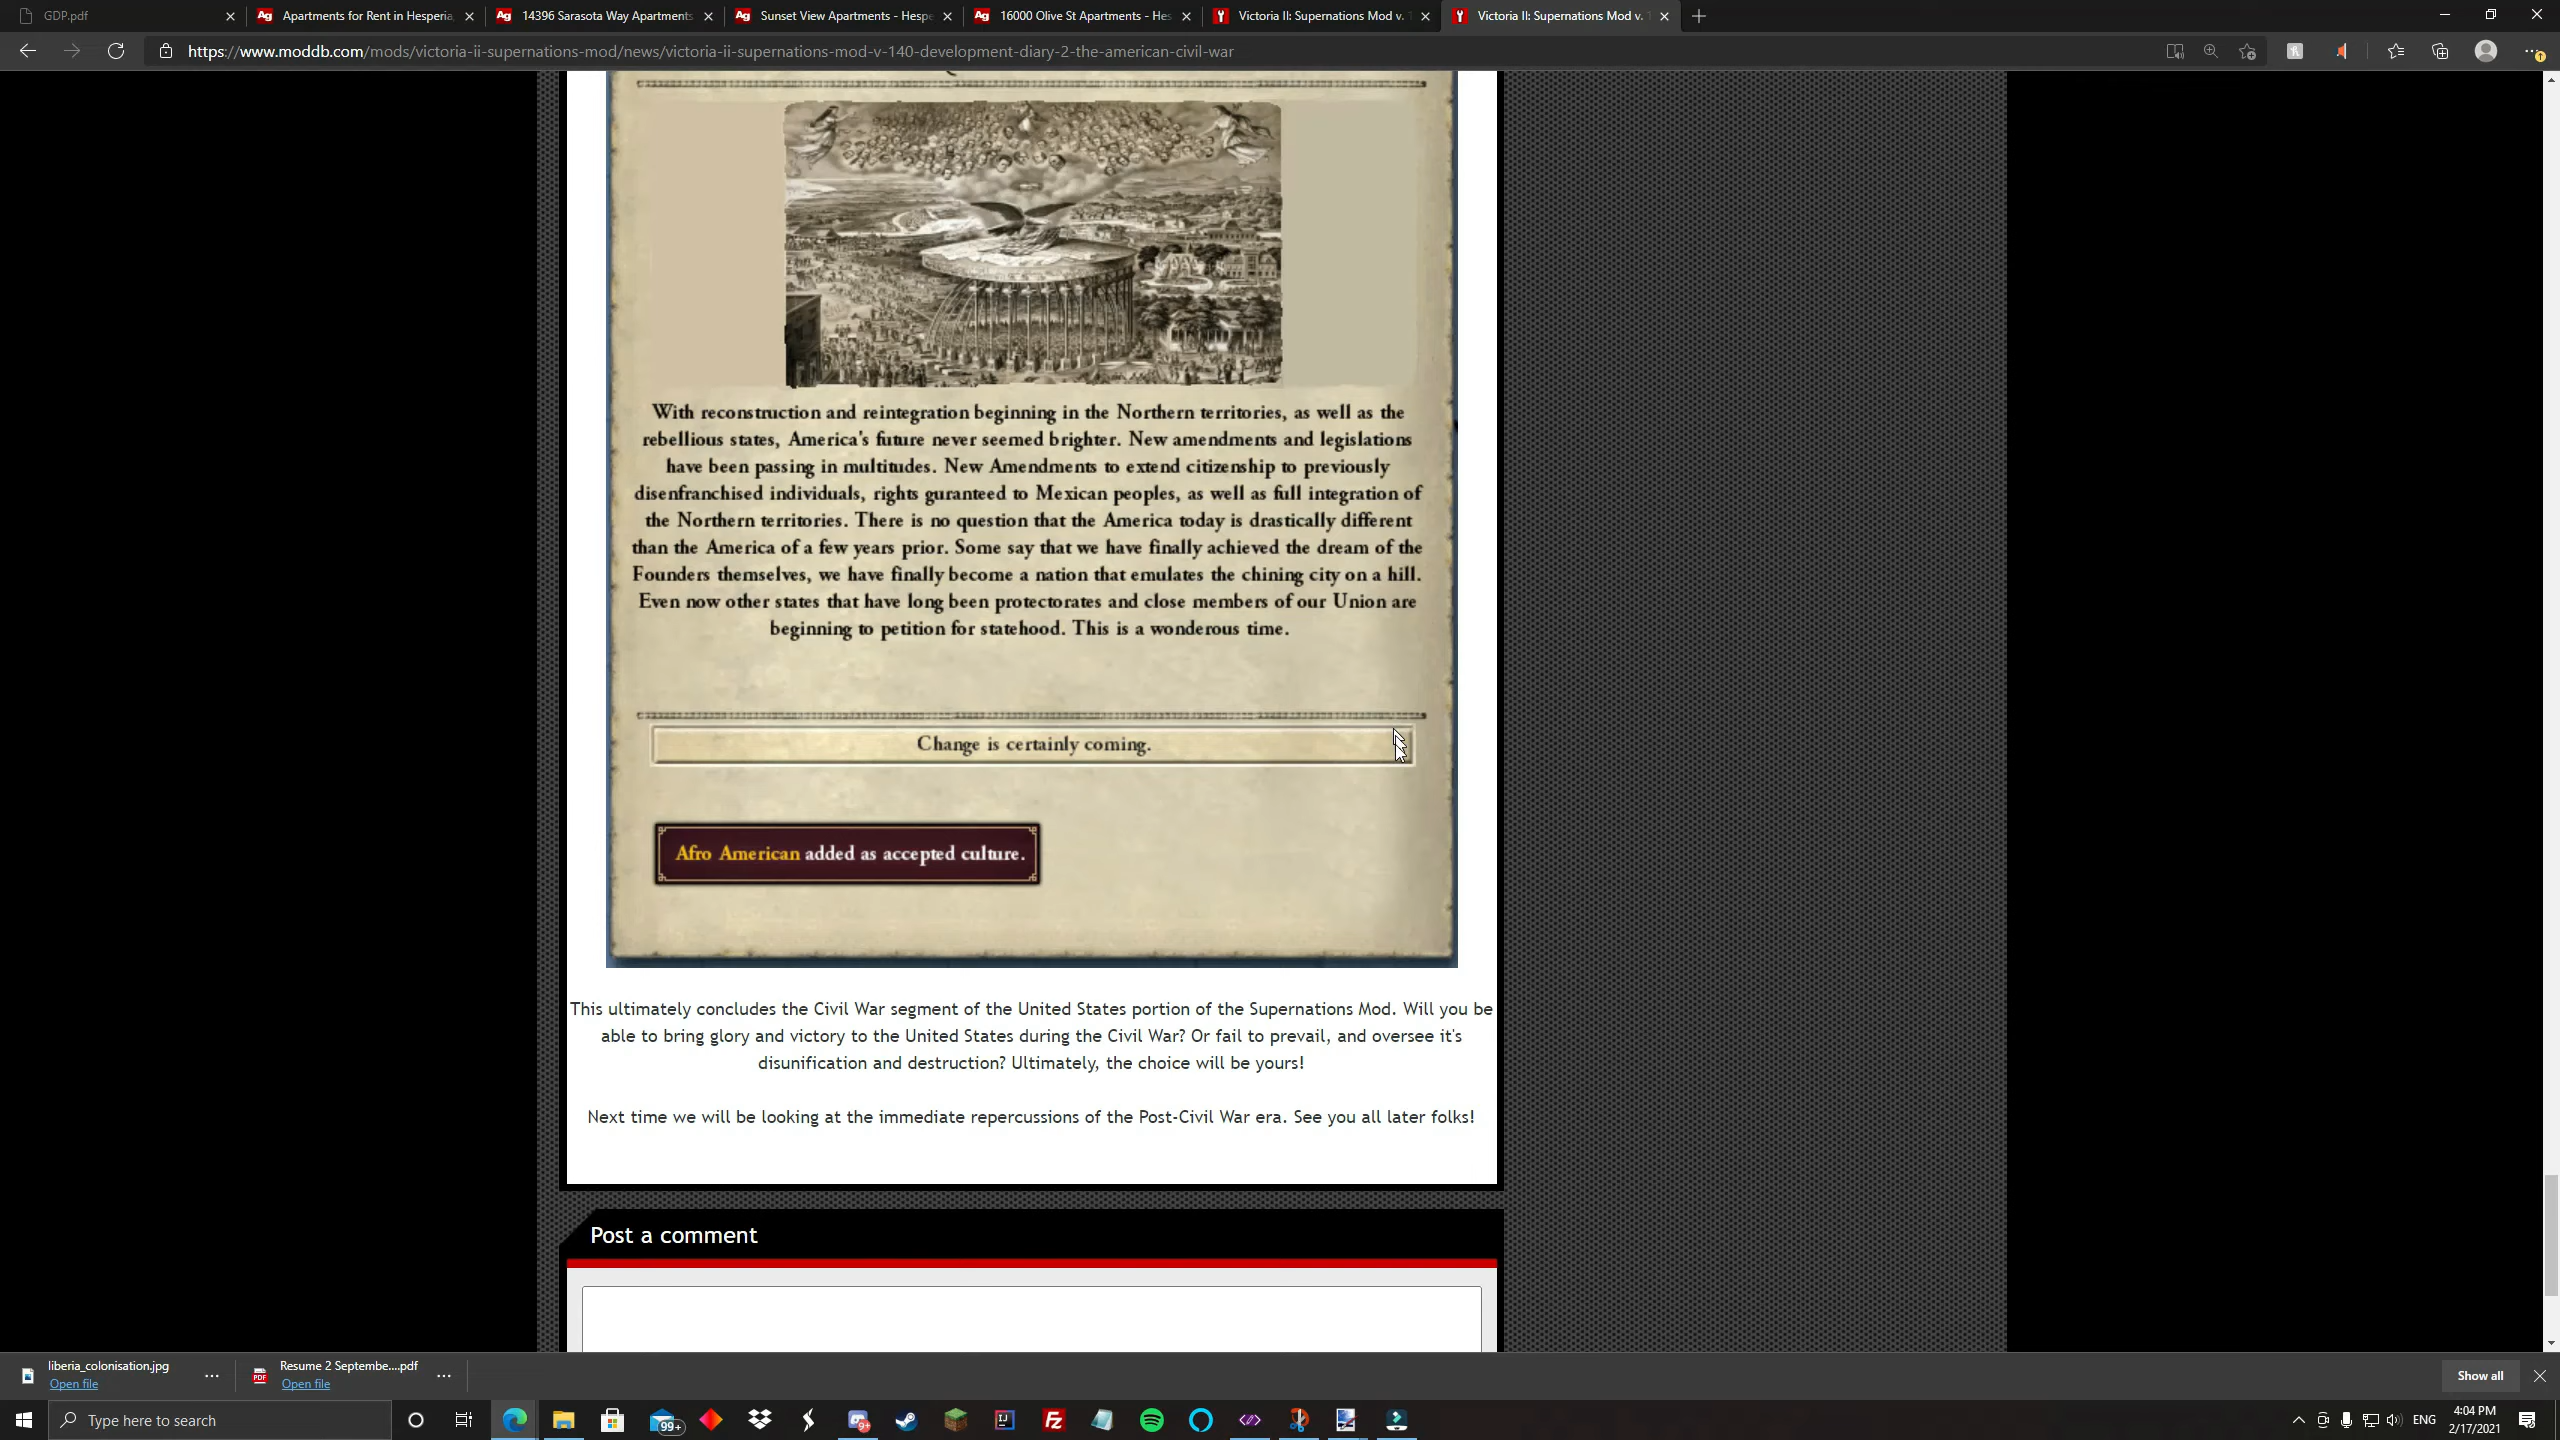 GDP.pdf
Apartments for Rent in Hesperia,
14396 Sarasota Way Apartments
Sunset View Apartments - Hespe
16000 Olive St Apartments - Hes
Victoria II: Supernations Mod v. 1
Victoria II: Supernations Mod v. 1
https://www.moddb.com/mods/victoria-ii-supernations-mod/news/victoria-ii-supernations-mod-v-140-development-diary-2-the-american-civil-war
With reconstruction and reintegration beginning in the Northern territories, as well as the
rebellious states, America's future never seemed brighter. New amendments and legislations
have been passing in multitudes. New Amendments to extend citizenship to previously
disenfranchised individuals, rights guranteed to Mexican peoples, as well as full integration of
the Northern territories. There is no question that the America today is drastically different
than the America of a few years prior. Some say that we have finally achieved the dream of the
Founders themselves, we have finally become a nation that emulates the chining city on a hill.
Even now other states that have long been protectorates and close members of our Union are
beginning to petition for statehood. This is a wonderous time.
Change is certainly coming.
Afro American added as accepted culture.
This ultimately concludes the Civil War segment of the United States portion of the Supernations Mod. Will you be
able to bring glory and victory to the United States during the Civil War? Or fail to prevail, and oversee it's
disunification and destruction? Ultimately, the choice will be yours!
Next time we will be looking at the immediate repercussions of the Post-Civil War era. See you all later folks!
Post a comment
liberia_colonisation.jpg
Open file
Resume 2 Septembe....pdf
Open file
Show all
Type here to search
99+
9+
ENG
4:04 PM
2/17/2021